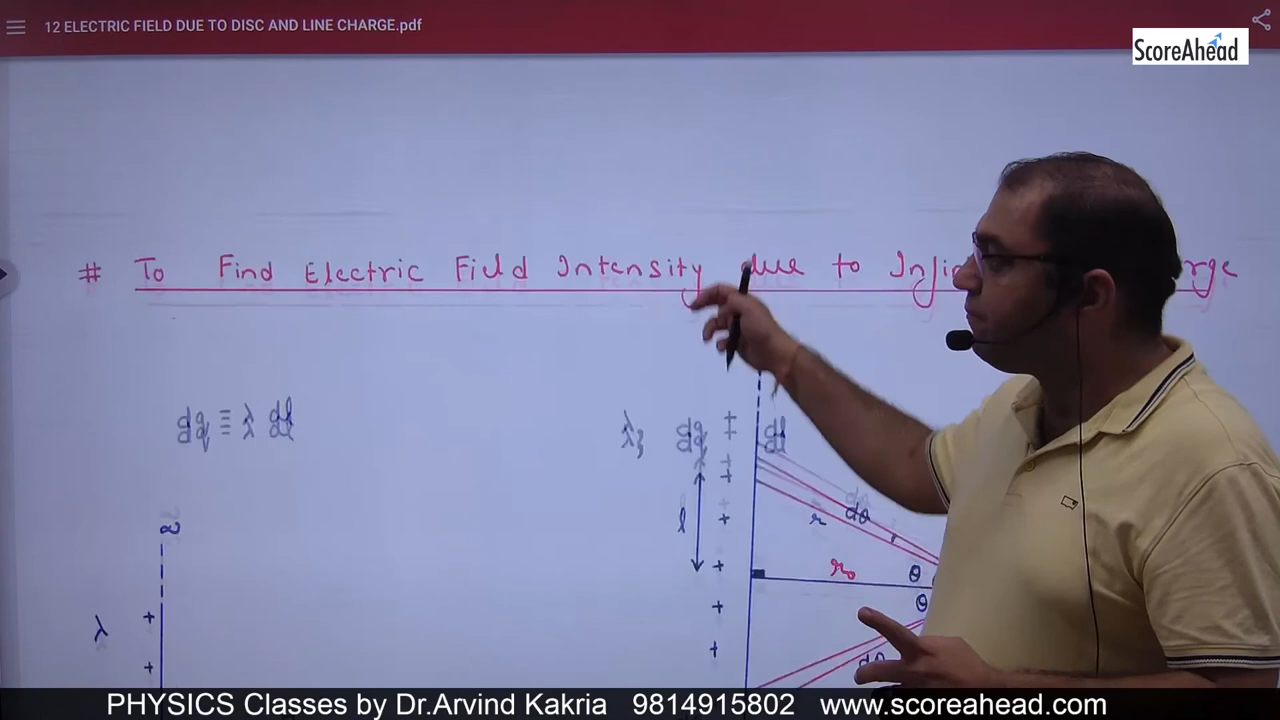 12 ELECTRIC FIELD DUE TO DISC AND LINE CHARGE.pdf
ScoreAhead
# To Find Electric Field Intensity due to
dq ≡ λ dl
λ, dq + dl
+
+
l + r dθ
+ r₀ θ
∞
θ
+ +
λ
+ + dθ
PHYSICS Classes by Dr.Arvind Kakria 9814915802 www.scoreahead.com